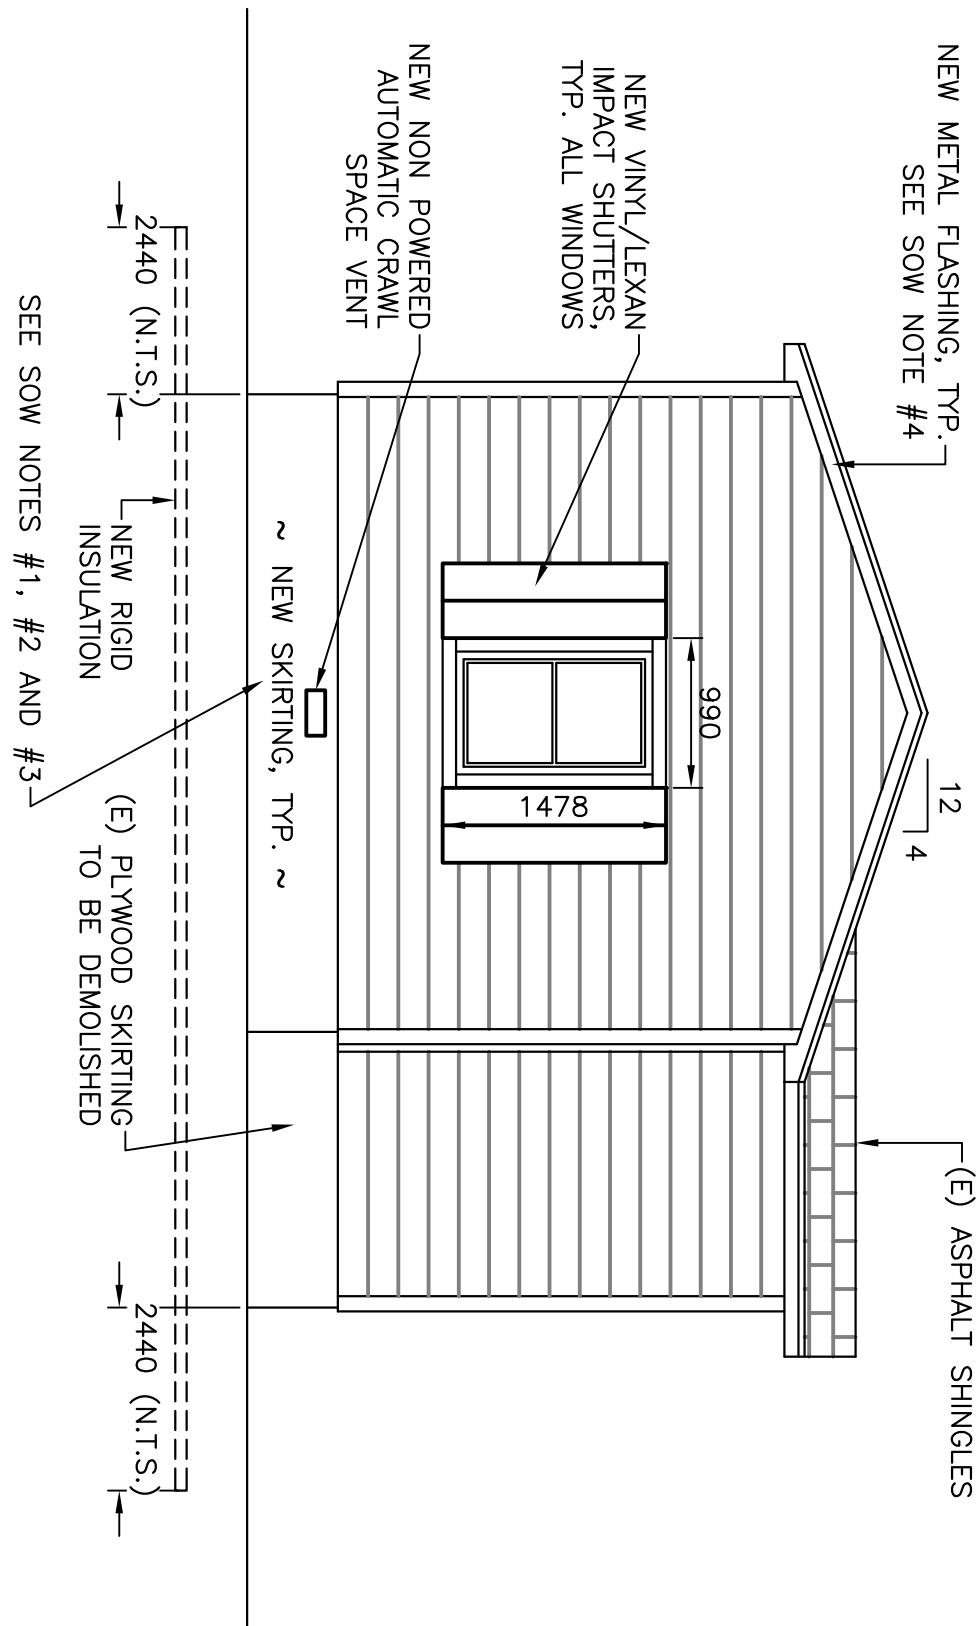 NEW METAL FLASHING, TYP.
SEE SOW NOTE #4
12
4
(E) ASPHALT SHINGLES
NEW VINYL/LEXAN
IMPACT SHUTTERS,
TYP. ALL WINDOWS
990
1478
NEW NON POWERED
AUTOMATIC CRAWL
SPACE VENT
~ NEW SKIRTING, TYP. ~
2440 (N.T.S.)
NEW RIGID
INSULATION
(E) PLYWOOD SKIRTING
TO BE DEMOLISHED
2440 (N.T.S.)
SEE SOW NOTES #1, #2 AND #3